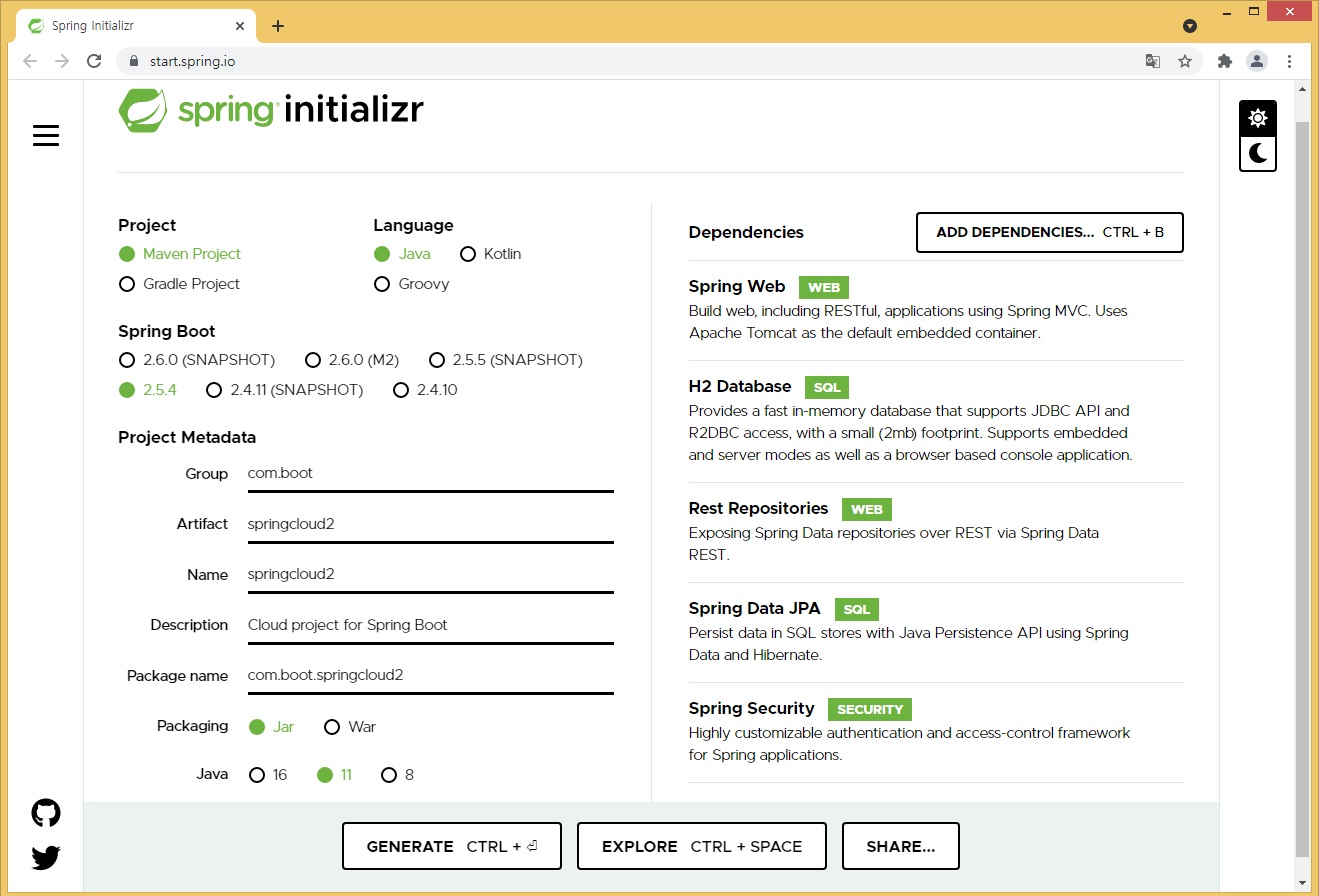 Spring Initializr
start.spring.io
spring initializr
Project
Maven Project
Gradle Project
Language
Java Kotlin
Groovy
Spring Boot
2.6.0 (SNAPSHOT) 2.6.0 (M2) 2.5.5 (SNAPSHOT)
2.5.4 2.4.11 (SNAPSHOT) 2.4.10
Project Metadata
Group com.boot
Artifact springcloud2
Name springcloud2
Description Cloud project for Spring Boot
Package name com.boot.springcloud2
Packaging Jar War
Java 16 11 8
Dependencies
ADD DEPENDENCIES... CTRL + B
Spring Web WEB
Build web, including RESTful, applications using Spring MVC. Uses
Apache Tomcat as the default embedded container.
H2 Database SQL
Provides a fast in-memory database that supports JDBC API and
R2DBC access, with a small (2mb) footprint. Supports embedded
and server modes as well as a browser based console application.
Rest Repositories WEB
Exposing Spring Data repositories over REST via Spring Data
REST.
Spring Data JPA SQL
Persist data in SQL stores with Java Persistence API using Spring
Data and Hibernate.
Spring Security SECURITY
Highly customizable authentication and access-control framework
for Spring applications.
GENERATE CTRL + ⏎
EXPLORE CTRL + SPACE
SHARE...